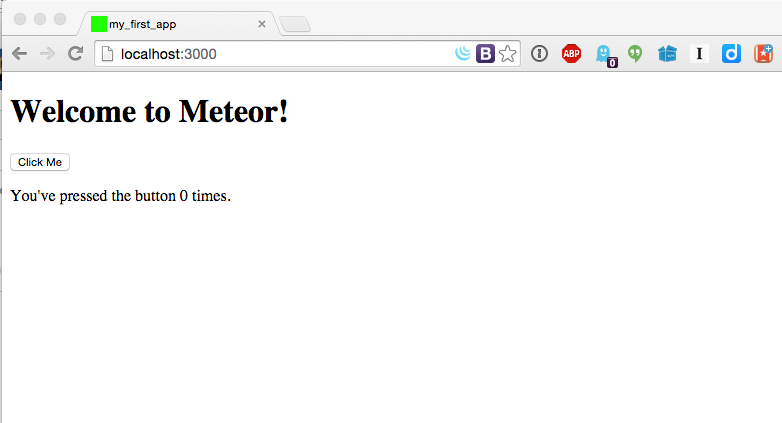 my_first_app
localhost:3000
B
ABP
0
I
d
Welcome to Meteor!
Click Me
You've pressed the button 0 times.